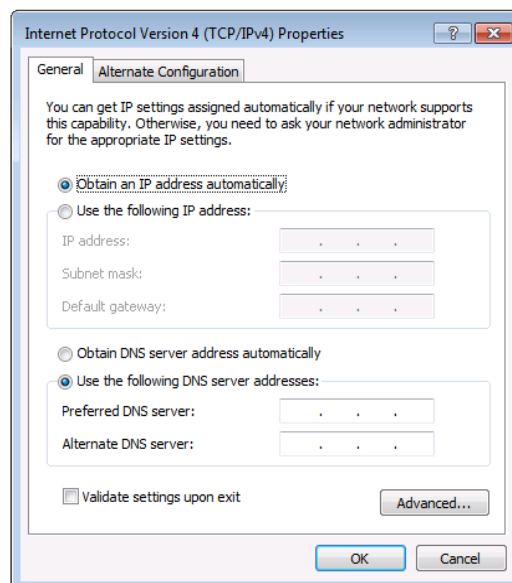 Internet Protocol Version 4 (TCP/IPv4) Properties
?
General
Alternate Configuration
You can get IP settings assigned automatically if your network supports
this capability. Otherwise, you need to ask your network administrator
for the appropriate IP settings.
Obtain an IP address automatically
Use the following IP address:
IP address:
Subnet mask:
Default gateway:
Obtain DNS server address automatically
Use the following DNS server addresses:
Preferred DNS server:
Alternate DNS server:
Validate settings upon exit
Advanced...
OK
Cancel